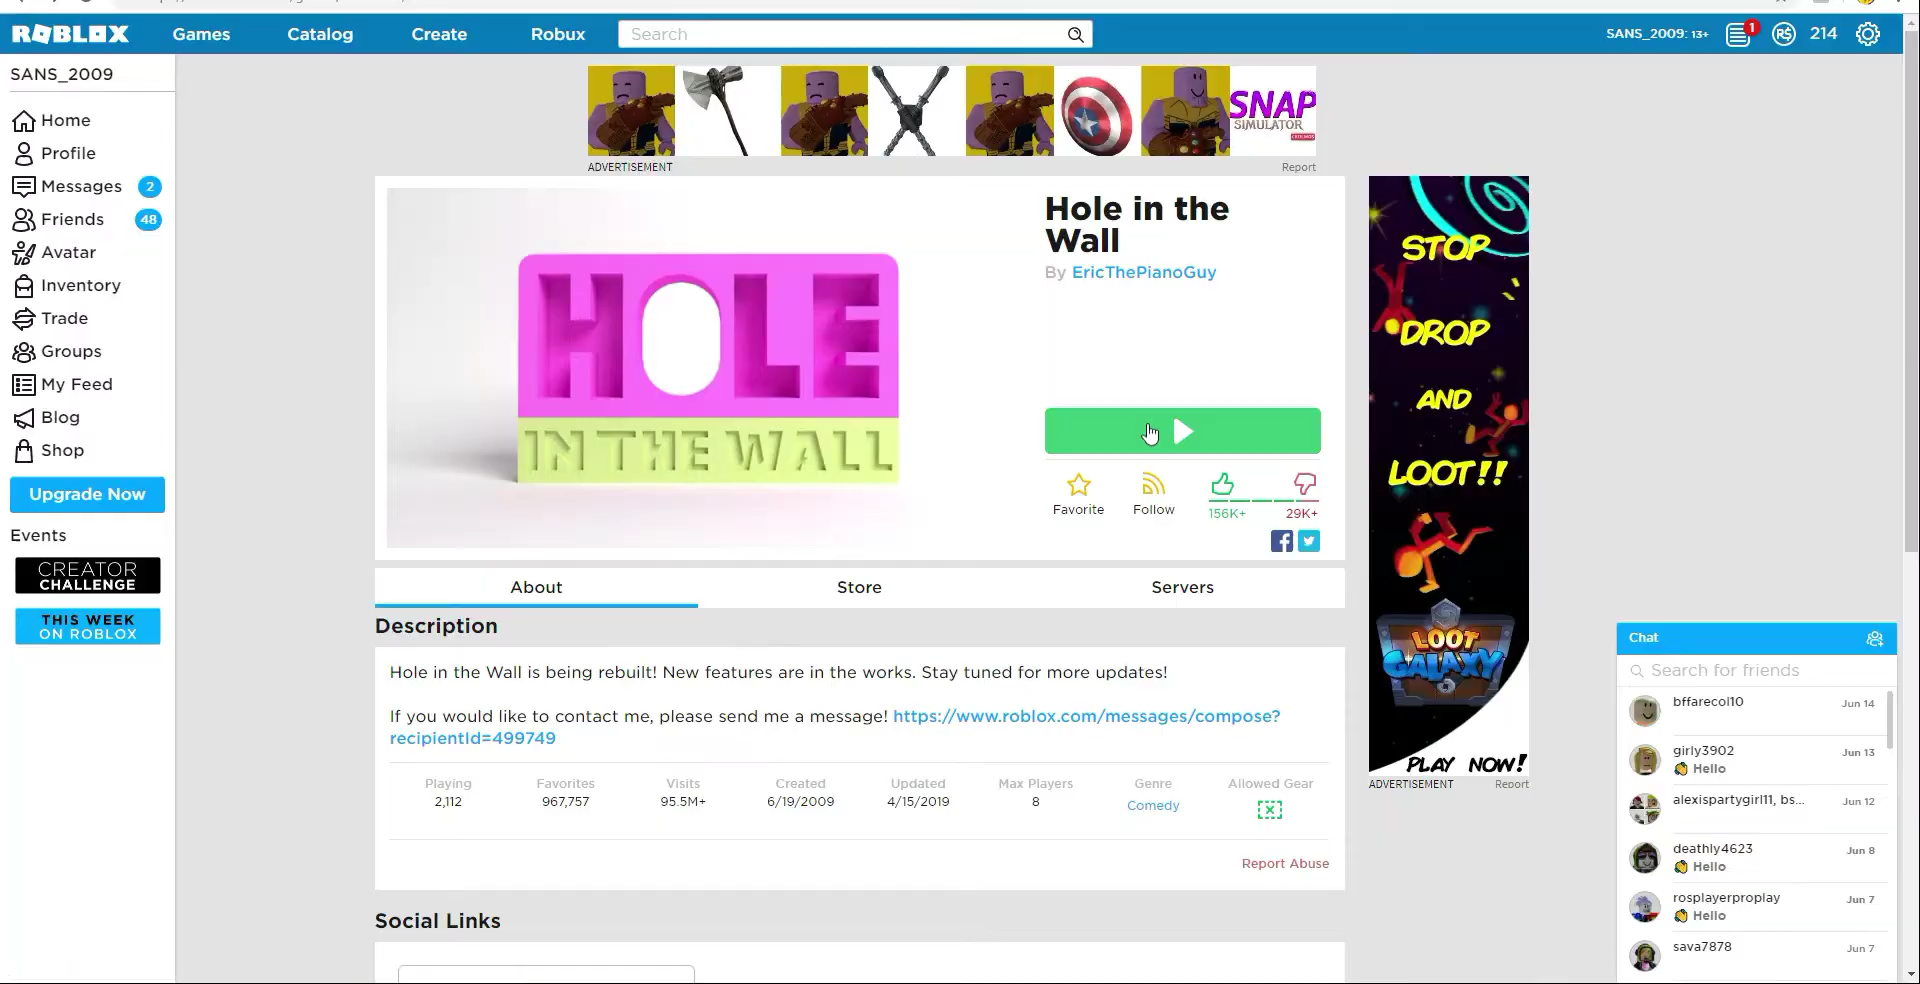 ROBLOX Games Catalog Create Robux Search SANS_2009: 13+ 1 R$ 214
SANS_2009
Home
Profile
Messages 2
Friends 48
Avatar
Inventory
Trade
Groups
My Feed
Blog
Shop
Upgrade Now
Events
CREATOR
CHALLENGE
THIS WEEK
ON ROBLOX
SNAP
SIMULATOR
ADVERTISEMENT Report
HOLE
IN THE WALL
Hole in the
Wall
By EricThePianoGuy
Favorite Follow 156K+ 29K+
About Store Servers
Description
Hole in the Wall is being rebuilt! New features are in the works. Stay tuned for more updates!
If you would like to contact me, please send me a message! https://www.roblox.com/messages/compose?
recipientId=499749
Playing Favorites Visits Created Updated Max Players Genre Allowed Gear
2,112 967,757 95.5M+ 6/19/2009 4/15/2019 8 Comedy
Report Abuse
Social Links
STOP
DROP
AND
LOOT!!
LOOT
GALAXY
PLAY NOW!
ADVERTISEMENT Report
Chat
Search for friends
bffarecol10 Jun 14
girly3902 Jun 13
Hello
alexispartygirl11, bs... Jun 12
deathly4623 Jun 8
Hello
rosplayerproplay Jun 7
Hello
sava7878 Jun 7